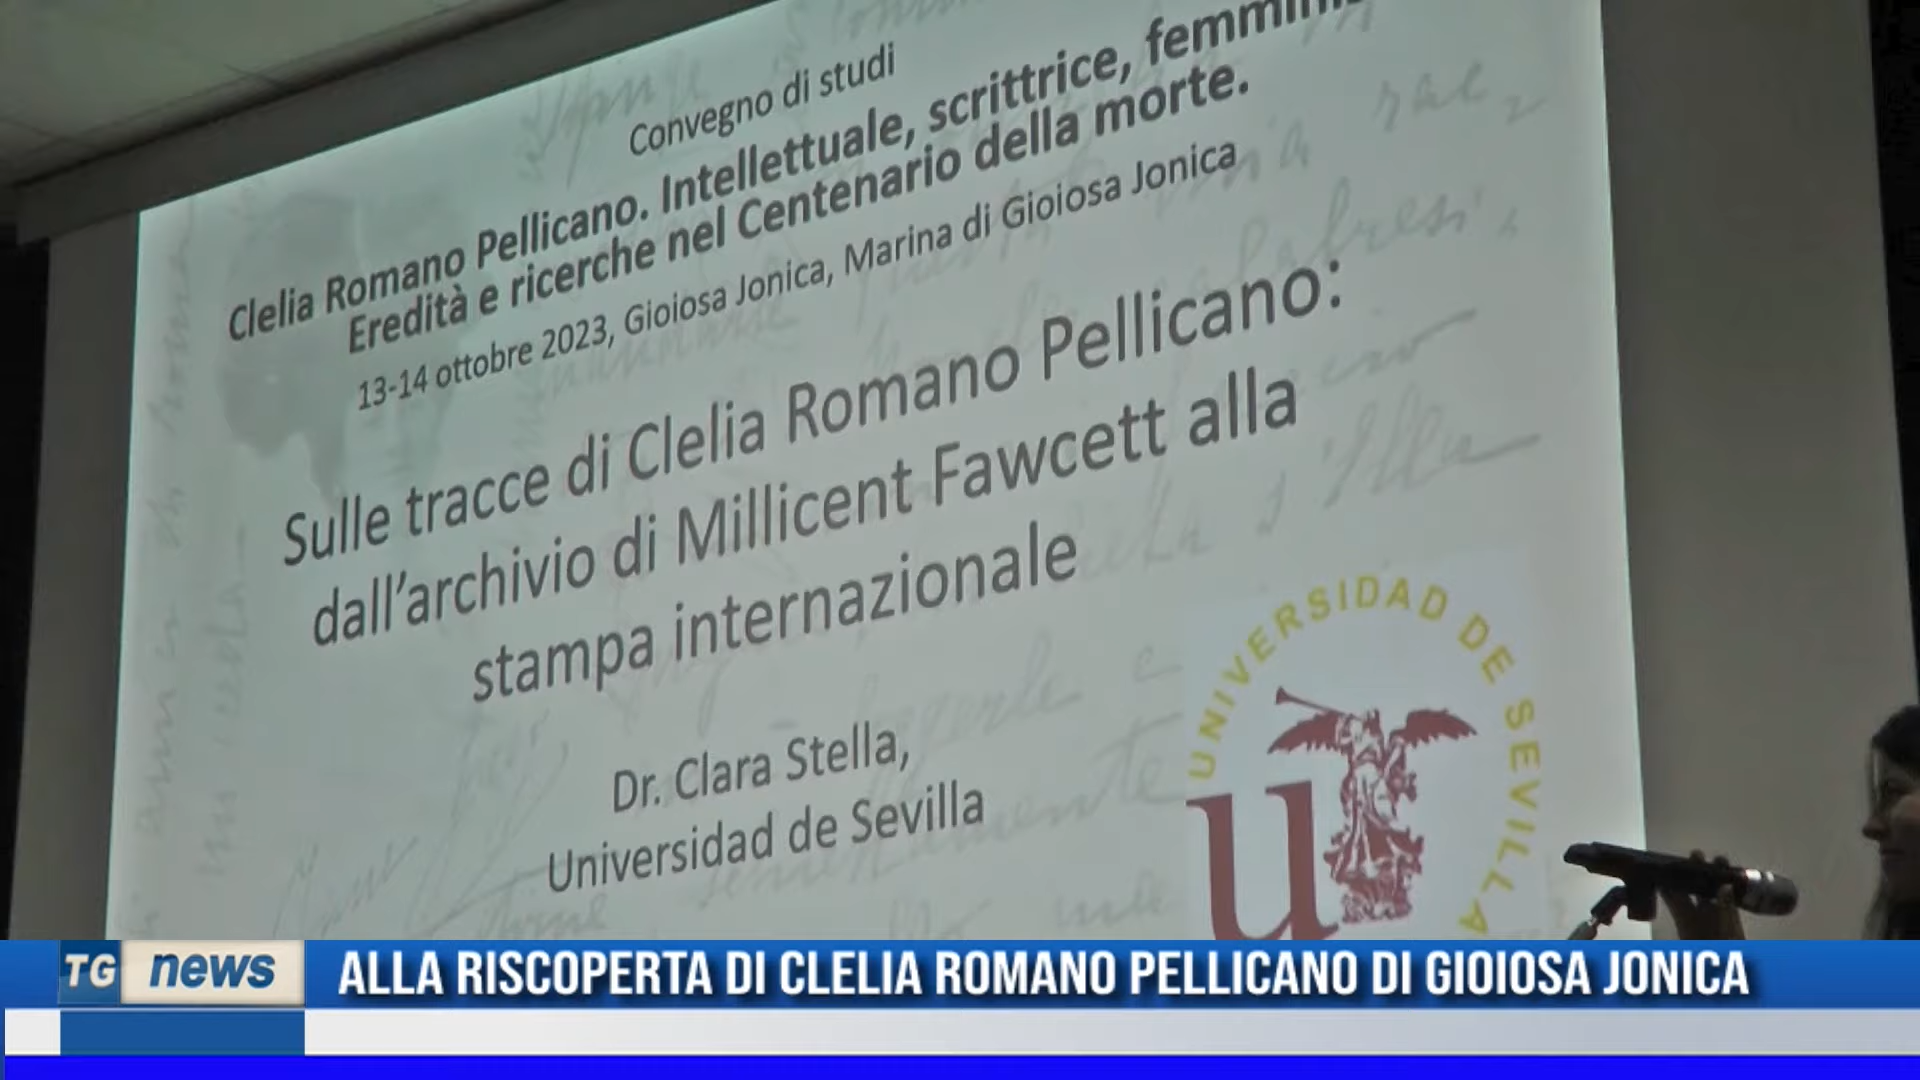 Convegno di studi
Clelia Romano Pellicano. Intellettuale, scrittrice,
Eredità e ricerche nel Centenario della morte.
13-14 ottobre 2023, Gioiosa Jonica, Marina di Gioiosa Jonica
Sulle tracce di Clelia Romano Pellicano:
dall'archivio di Millicent Fawcett alla
stampa internazionale
Dr. Clara Stella,
Universidad de Sevilla
UNIVERSIDAD DE SEVILLA
u
TG news
ALLA RISCOPERTA DI CLELIA ROMANO PELLICANO DI GIOIOSA JONICA